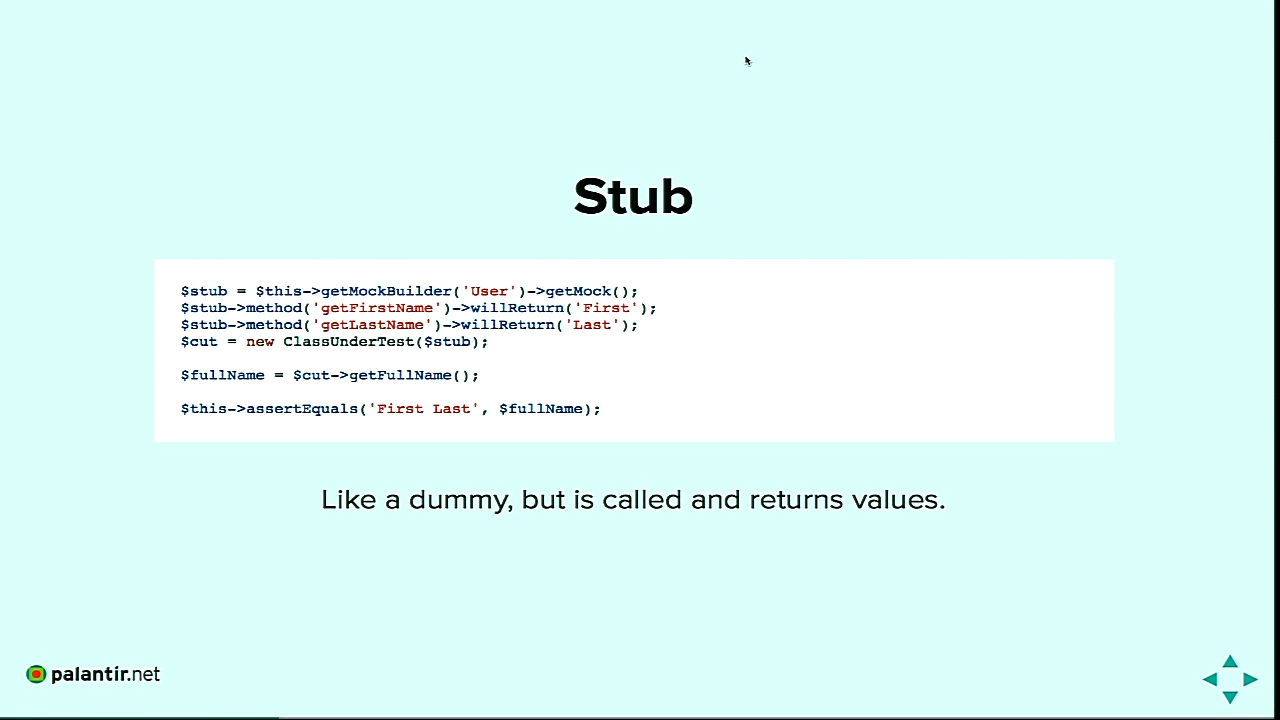 Stub
$stub = $this->getMockBuilder('User')->getMock();
$stub->method('getFirstName')->willReturn('First');
$stub->method('getLastName')->willReturn('Last');
$cut = new ClassUnderTest($stub);
$fullName = $cut->getFullName();
$this->assertEquals('First Last', $fullName);
Like a dummy, but is called and returns values.
palantir.net